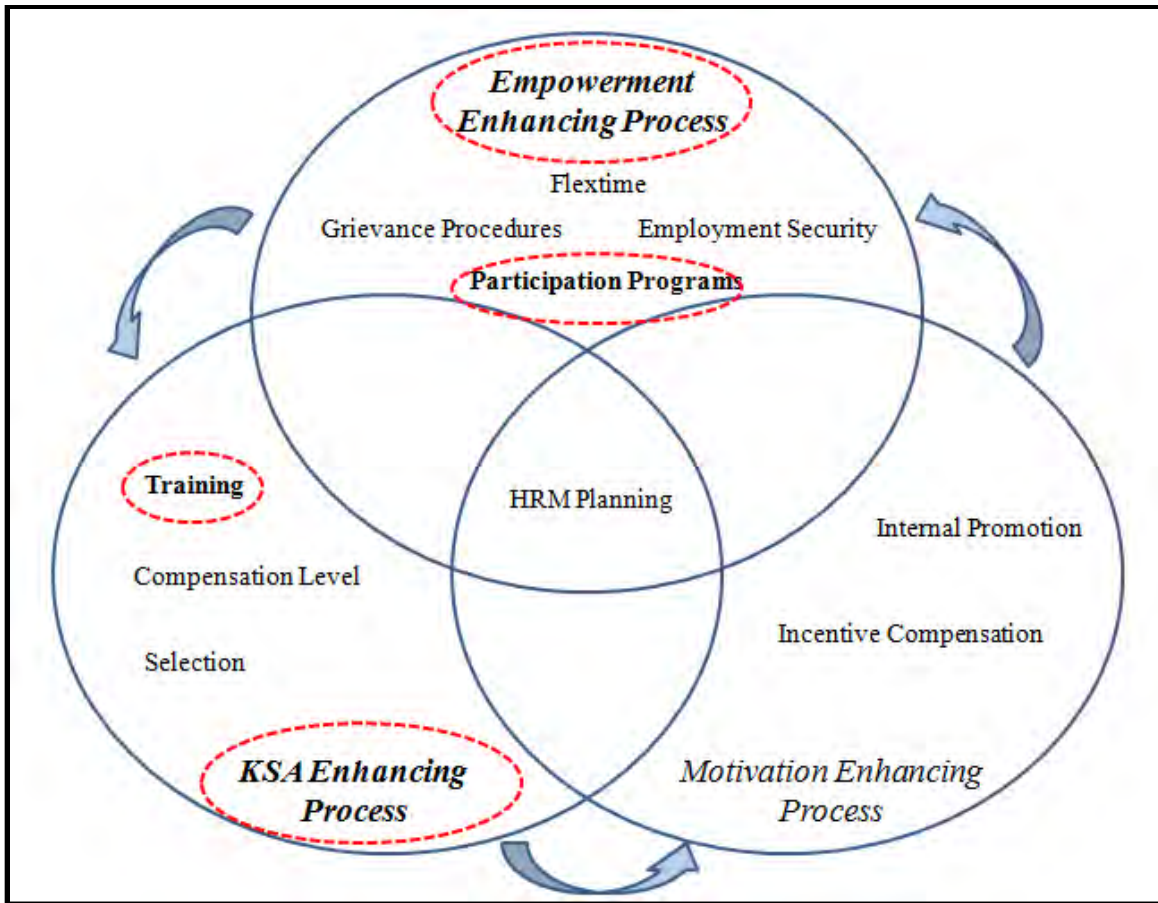 Empowerment
Enhancing Process
Flextime
Grievance Procedures
Employment Security
Participation Programs
Training
HRM Planning
Internal Promotion
Compensation Level
Incentive Compensation
Selection
KSA Enhancing
Process
Motivation Enhancing
Process